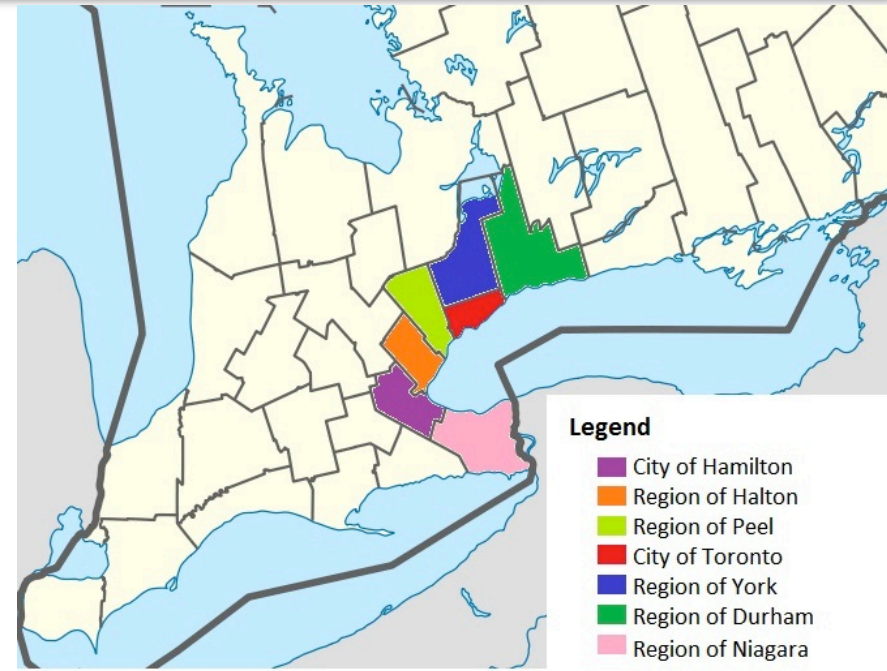 Legend
City of Hamilton
Region of Halton
Region of Peel
City of Toronto
Region of York
Region of Durham
Region of Niagara